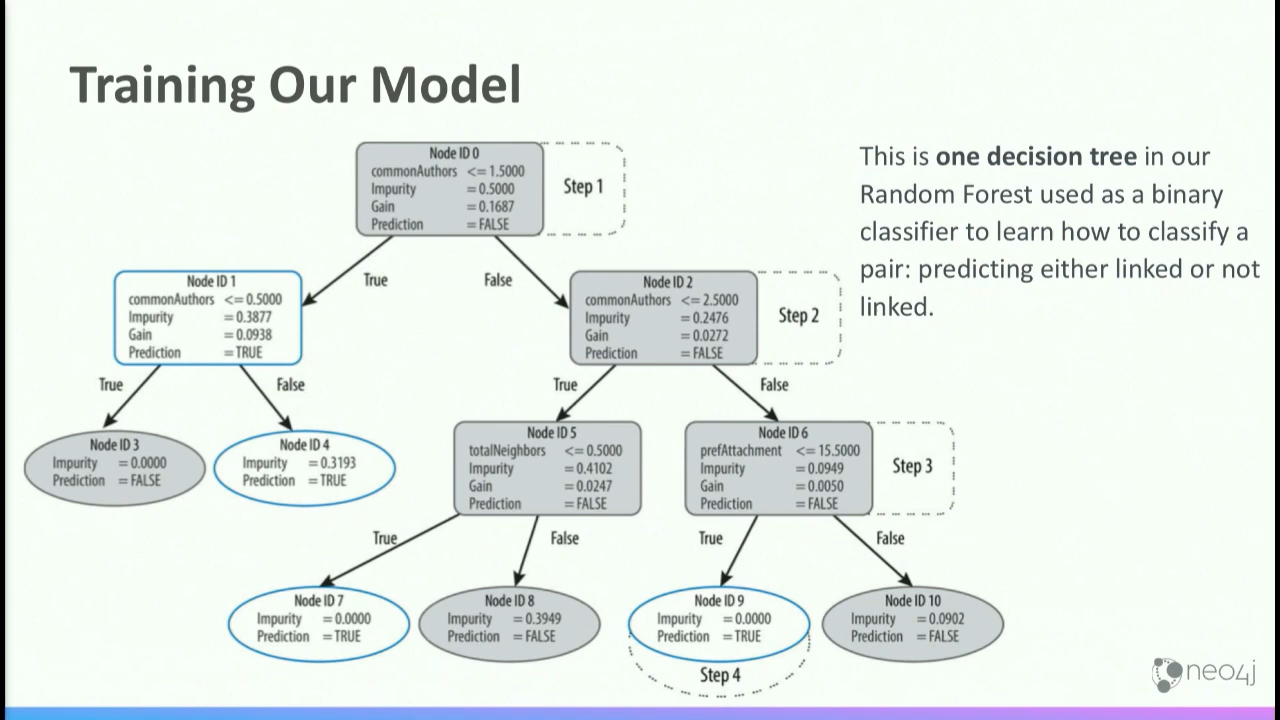 Training Our Model
This is one decision tree in our
Random Forest used as a binary
classifier to learn how to classify a
pair: predicting either linked or not
linked.
Node ID 0
commonAuthors <=1.5000
Impurity =0.5000
Gain =0.1687
Prediction =FALSE
Step 1
True
False
Node ID 1
commonAuthors <=0.5000
Impurity =0.3877
Gain =0.0938
Prediction =TRUE
Node ID 2
commonAuthors <=2.5000
Impurity =0.2476
Gain =0.0272
Prediction =FALSE
Step 2
True
False
True
False
Node ID 3
Impurity =0.0000
Prediction =FALSE
Node ID 4
Impurity =0.3193
Prediction =TRUE
Node ID 5
totalNeighbors <=0.5000
Impurity =0.4102
Gain =0.0247
Prediction =FALSE
Node ID 6
prefAttachment <=15.5000
Impurity =0.0949
Gain =0.0050
Prediction =FALSE
Step 3
True
False
True
False
Node ID 7
Impurity =0.0000
Prediction =TRUE
Node ID 8
Impurity =0.3949
Prediction =FALSE
Node ID 9
Impurity =0.0000
Prediction =TRUE
Node ID 10
Impurity =0.0902
Prediction =FALSE
Step 4
neo4j